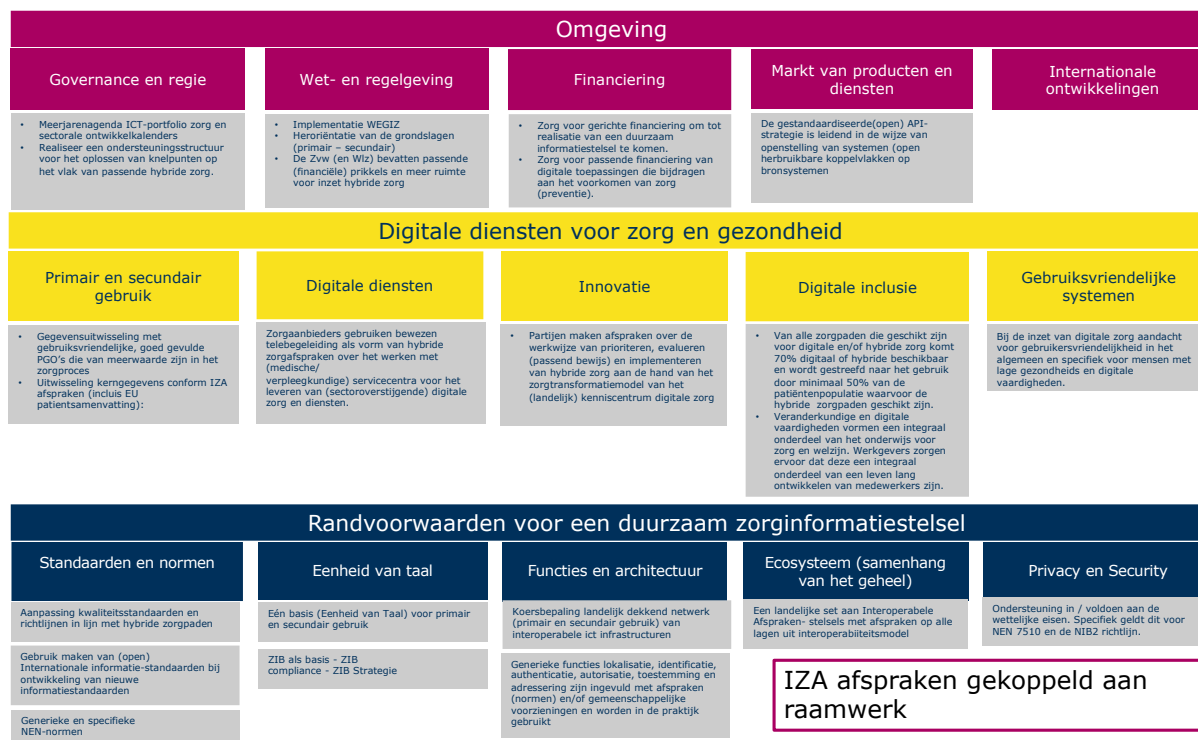 Omgeving
Governance en regie
• Meerjarenagenda ICT-portfolio zorg en
sectorale ontwikkelkalenders
• Realiseer een ondersteuningsstructuur
voor het oplossen van knelpunten op
het vlak van passende hybride zorg.
Wet- en regelgeving
• Implementatie WEGIZ
• Heroriëntatie van de grondslagen
(primair – secundair)
• De Zvw (en Wlz) bevatten passende
(financiële) prikkels en meer ruimte
voor inzet hybride zorg
Financiering
• Zorg voor gerichte financiering om tot
realisatie van een duurzaam
informatiestelsel te komen.
• Zorg voor passende financiering van
digitale toepassingen die bijdragen
aan het voorkomen van zorg
(preventie).
Markt van producten en
diensten
De gestandaardiseerde(open) API-
strategie is leidend in de wijze van
openstelling van systemen (open
herbruikbare koppelvlakken op
bronsystemen
Internationale
ontwikkelingen
Digitale diensten voor zorg en gezondheid
Primair en secundair
gebruik
• Gegevensuitwisseling met
gebruiksvriendelijke, goed gevulde
PGO's die van meerwaarde zijn in het
zorgproces
• Uitwisseling kerngegevens conform IZA
afspraken (incluis EU
patientsamenvatting):
Digitale diensten
Zorgaanbieders gebruiken bewezen
telebegeleiding als vorm van hybride
zorgafspraken over het werken met
(medische/
verpleegkundige) servicecentra voor het
leveren van (sectoroverstijgende) digitale
zorg en diensten.
Innovatie
• Partijen maken afspraken over de
werkwijze van prioriteren, evalueren
(passend bewijs) en implementeren
van hybride zorg aan de hand van het
zorgtransformatiemodel van het
(landelijk) kenniscentrum digitale zorg
Digitale inclusie
• Van alle zorgpaden die geschikt zijn
voor digitale en/of hybride zorg komt
70% digitaal of hybride beschikbaar
en wordt gestreefd naar het gebruik
door minimaal 50% van de
patiëntenpopulatie waarvoor de
hybride zorgpaden geschikt zijn.
• Veranderkundige en digitale
vaardigheden vormen een integraal
onderdeel van het onderwijs voor
zorg en welzijn. Werkgevers zorgen
ervoor dat deze een integraal
onderdeel van een leven lang
ontwikkelen van medewerkers zijn.
Gebruiksvriendelijke
systemen
Bij de inzet van digitale zorg aandacht
voor gebruikersvriendelijkheid in het
algemeen en specifiek voor mensen met
lage gezondheids en digitale
vaardigheden.
Randvoorwaarden voor een duurzaam zorginformatiestelsel
Standaarden en normen
Aanpassing kwaliteitsstandaarden en
richtlijnen in lijn met hybride zorgpaden
Gebruik maken van (open)
Internationale informatie-standaarden bij
ontwikkeling van nieuwe
informatiestandaarden
Generieke en specifieke
NEN-normen
Eenheid van taal
Eén basis (Eenheid van Taal) voor primair
en secundair gebruik
ZIB als basis - ZIB
compliance - ZIB Strategie
Functies en architectuur
Koersbepaling landelijk dekkend netwerk
(primair en secundair gebruik) van
interoperabele ict infrastructuren
Generieke functies lokalisatie, identificatie,
authenticatie, autorisatie, toestemming en
adressering zijn ingevuld met afspraken
(normen) en/of gemeenschappelijke
voorzieningen en worden in de praktijk
gebruikt
Ecosysteem (samenhang
van het geheel)
Een landelijke set aan Interoperabele
Afspraken- stelsels met afspraken op alle
lagen uit interoperabiiteitsmodel
Privacy en Security
Ondersteuning in / voldoen aan de
wettelijke eisen. Specifiek geldt dit voor
NEN 7510 en de NIB2 richtlijn.
IZA afspraken gekoppeld aan
raamwerk